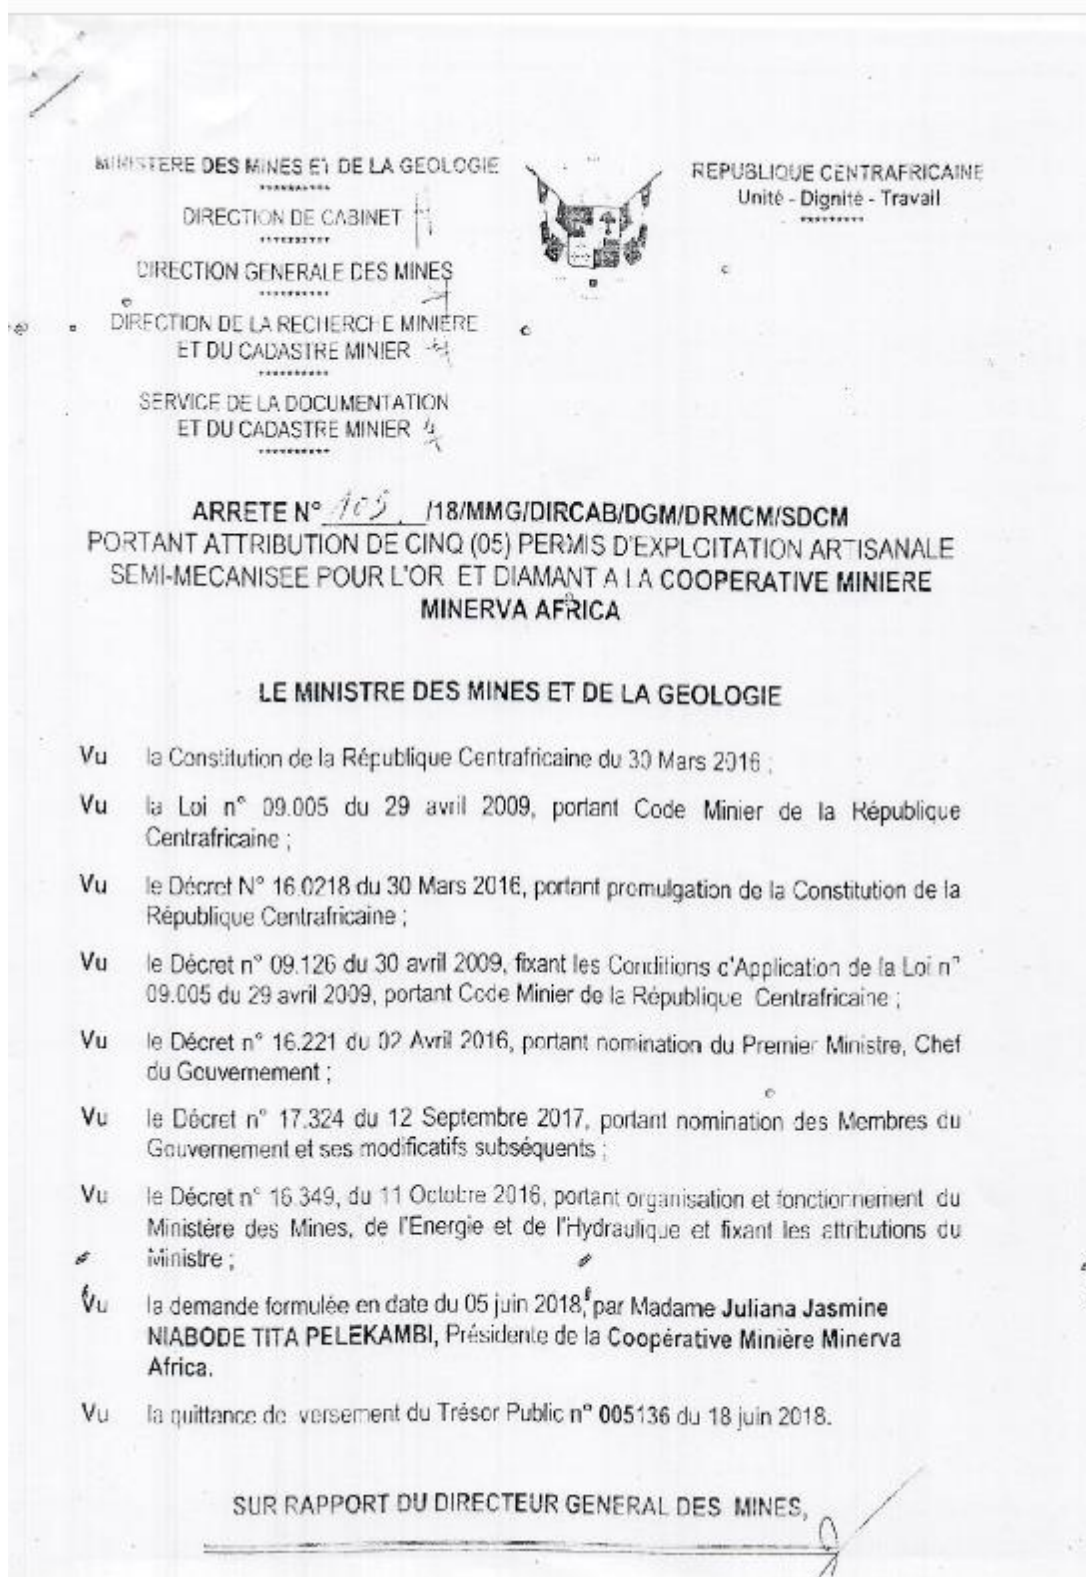 MINISTERE DES MINES ET DE LA GEOLOGIE
**********
DIRECTION DE CABINET
**********
DIRECTION GENERALE DES MINES
**********
DIRECTION DE LA RECHERCHE MINIERE
ET DU CADASTRE MINIER
**********
SERVICE DE LA DOCUMENTATION
ET DU CADASTRE MINIER
**********
REPUBLIQUE CENTRAFRICAINE
Unité - Dignité - Travail
*********
ARRETE N° 105 /18/MMG/DIRCAB/DGM/DRMCM/SDCM
PORTANT ATTRIBUTION DE CINQ (05) PERMIS D'EXPLOITATION ARTISANALE
SEMI-MECANISEE POUR L'OR ET DIAMANT A LA COOPERATIVE MINIERE
MINERVA AFRICA
LE MINISTRE DES MINES ET DE LA GEOLOGIE
Vu la Constitution de la République Centrafricaine du 30 Mars 2016 ;
Vu la Loi n° 09.005 du 29 avril 2009, portant Code Minier de la République
Centrafricaine ;
Vu le Décret N° 16.0218 du 30 Mars 2016, portant promulgation de la Constitution de la
République Centrafricaine ;
Vu le Décret n° 09.126 du 30 avril 2009, fixant les Conditions d'Application de la Loi n°
09.005 du 29 avril 2009, portant Code Minier de la République Centrafricaine ;
Vu le Décret n° 16.221 du 02 Avril 2016, portant nomination du Premier Ministre, Chef
du Gouvernement ;
Vu le Décret n° 17.324 du 12 Septembre 2017, portant nomination des Membres du
Gouvernement et ses modificatifs subséquents ;
Vu le Décret n° 16.349, du 11 Octobre 2016, portant organisation et fonctionnement du
Ministère des Mines, de l'Energie et de l'Hydraulique et fixant les attributions du
Ministre ;
Vu la demande formulée en date du 05 juin 2018, par Madame Juliana Jasmine
NIABODE TITA PELEKAMBI, Présidente de la Coopérative Minière Minerva
Africa.
Vu la quittance de versement du Trésor Public n° 005136 du 18 juin 2018.
SUR RAPPORT DU DIRECTEUR GENERAL DES MINES,